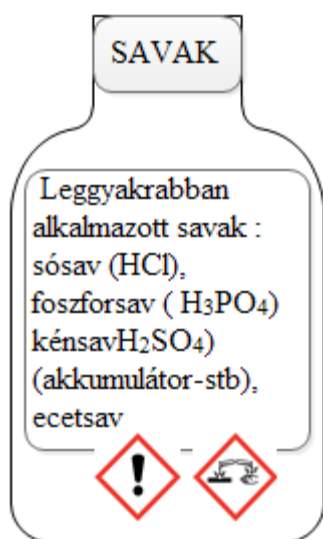 SAVAK
Leggyakrabban
alkalmazott savak :
sósav (HCl),
foszforsav ( H₃PO₄)
kénsavH₂SO₄)
(akkumulátor-stb),
ecetsav